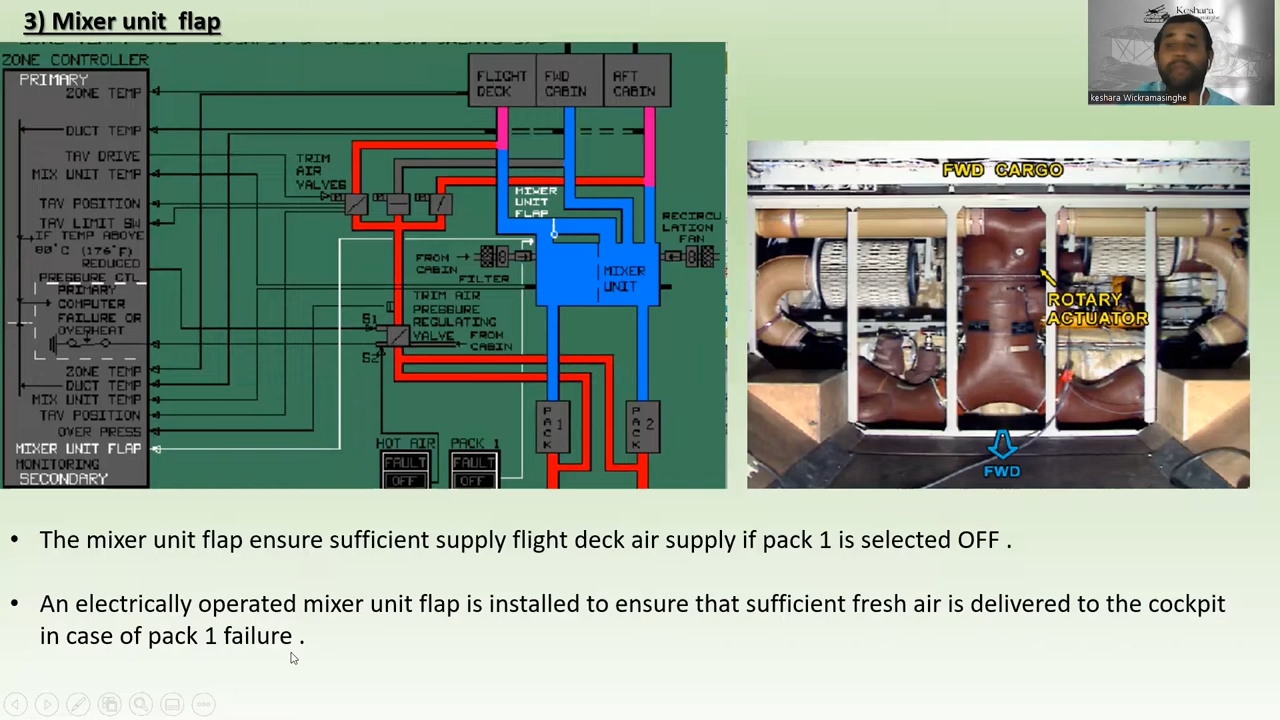 3) Mixer unit flap
Keshara
keshara Wickramasinghe
ZONE CONTROLLER
PRIMARY
ZONE TEMP
DUCT TEMP
TAV DRIVE
MIX UNIT TEMP
TAV POSITION
TAV LIMIT SW
IF TEMP ABOVE
80°C (176°F)
REDUCED
PRESSURE CTL
PRIMARY
COMPUTER
FAILURE OR
OVERHEAT
ZONE TEMP
DUCT TEMP
MIX UNIT TEMP
TAV POSITION
OVER PRESS
MIXER UNIT FLAP
MONITORING
SECONDARY
FLIGHT
DECK
FWD
CABIN
AFT
CABIN
TRIM
AIR
VALVES
MIXER
UNIT
FLAP
RECIRCU
LATION
FAN
FROM
CABIN
FILTER
MIXER
UNIT
TRIM AIR
PRESSURE
REGULATING
VALVE
FROM
CABIN
S1
S2
PACK 1
PACK 2
HOT AIR
FAULT
OFF
PACK 1
FAULT
OFF
FWD CARGO
ROTARY
ACTUATOR
FWD
• The mixer unit flap ensure sufficient supply flight deck air supply if pack 1 is selected OFF .
• An electrically operated mixer unit flap is installed to ensure that sufficient fresh air is delivered to the cockpit
in case of pack 1 failure .